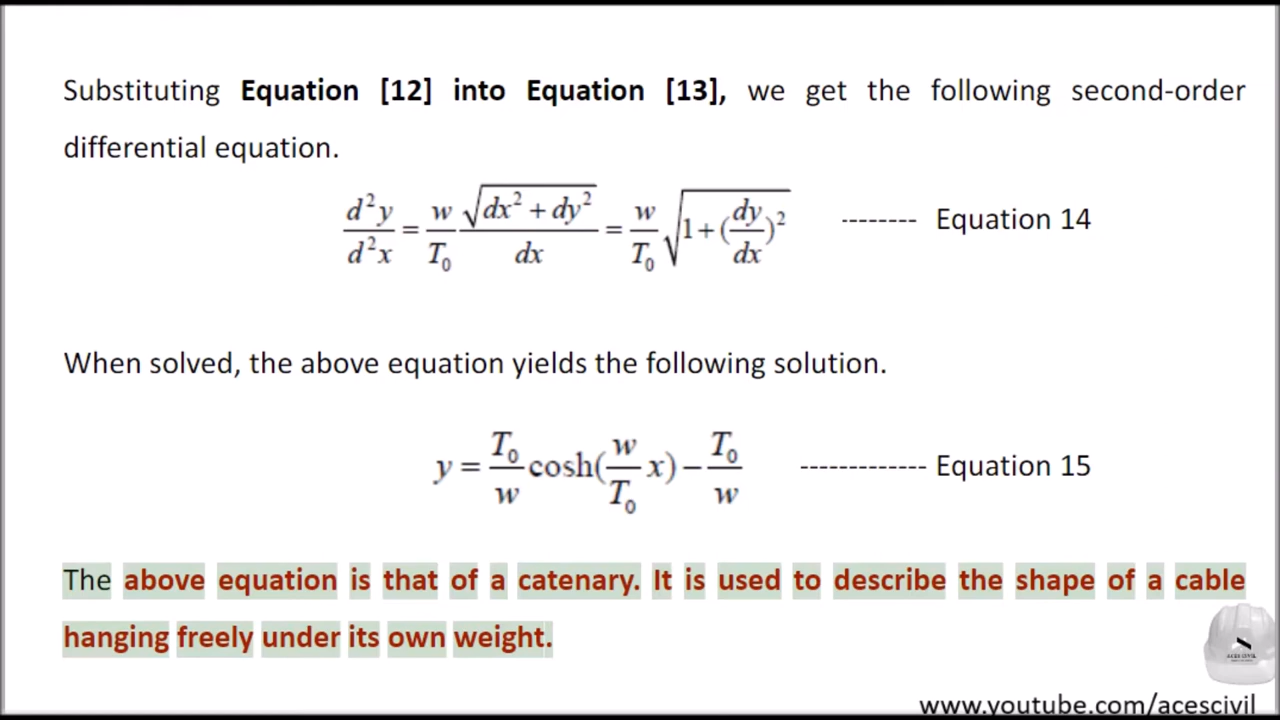 Substituting Equation [12] into Equation [13], we get the following second-order
differential equation.
d²y/d²x = w/T₀ √(dx² + dy²)/dx = w/T₀ √(1+(dy/dx)²) -------- Equation 14
When solved, the above equation yields the following solution.
y = T₀/w cosh(w/T₀ x) − T₀/w ------------- Equation 15
The above equation is that of a catenary. It is used to describe the shape of a cable
hanging freely under its own weight.
ACES CIVIL
www.youtube.com/acescivil